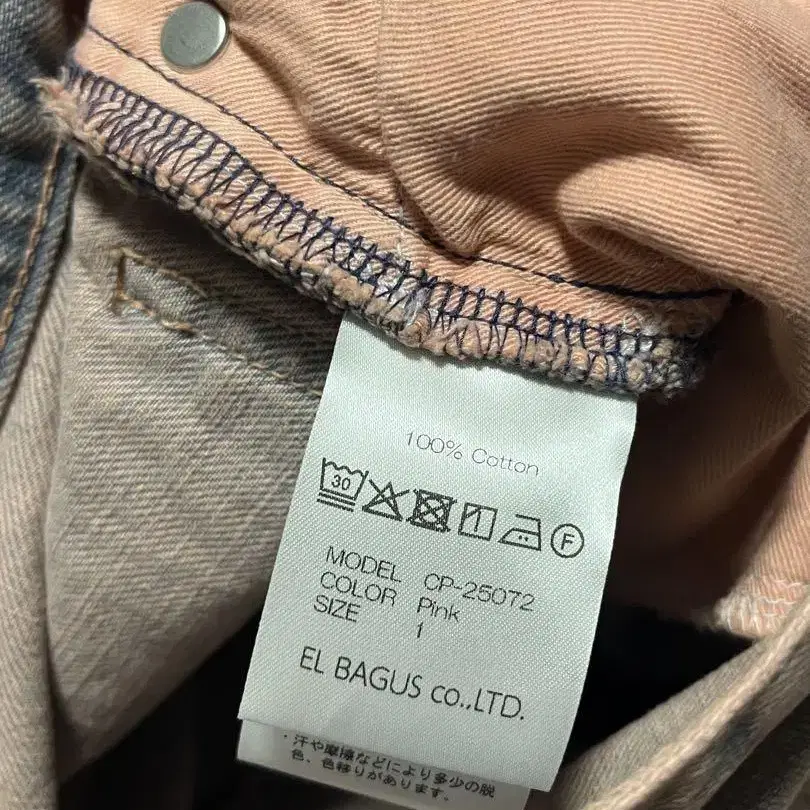 100% Cotton
30 F
MODEL CP-25072
COLOR Pink
SIZE 1
EL BAGUS co.,LTD.
・汗や摩擦などにより多少の脱
色、色移りがあります。